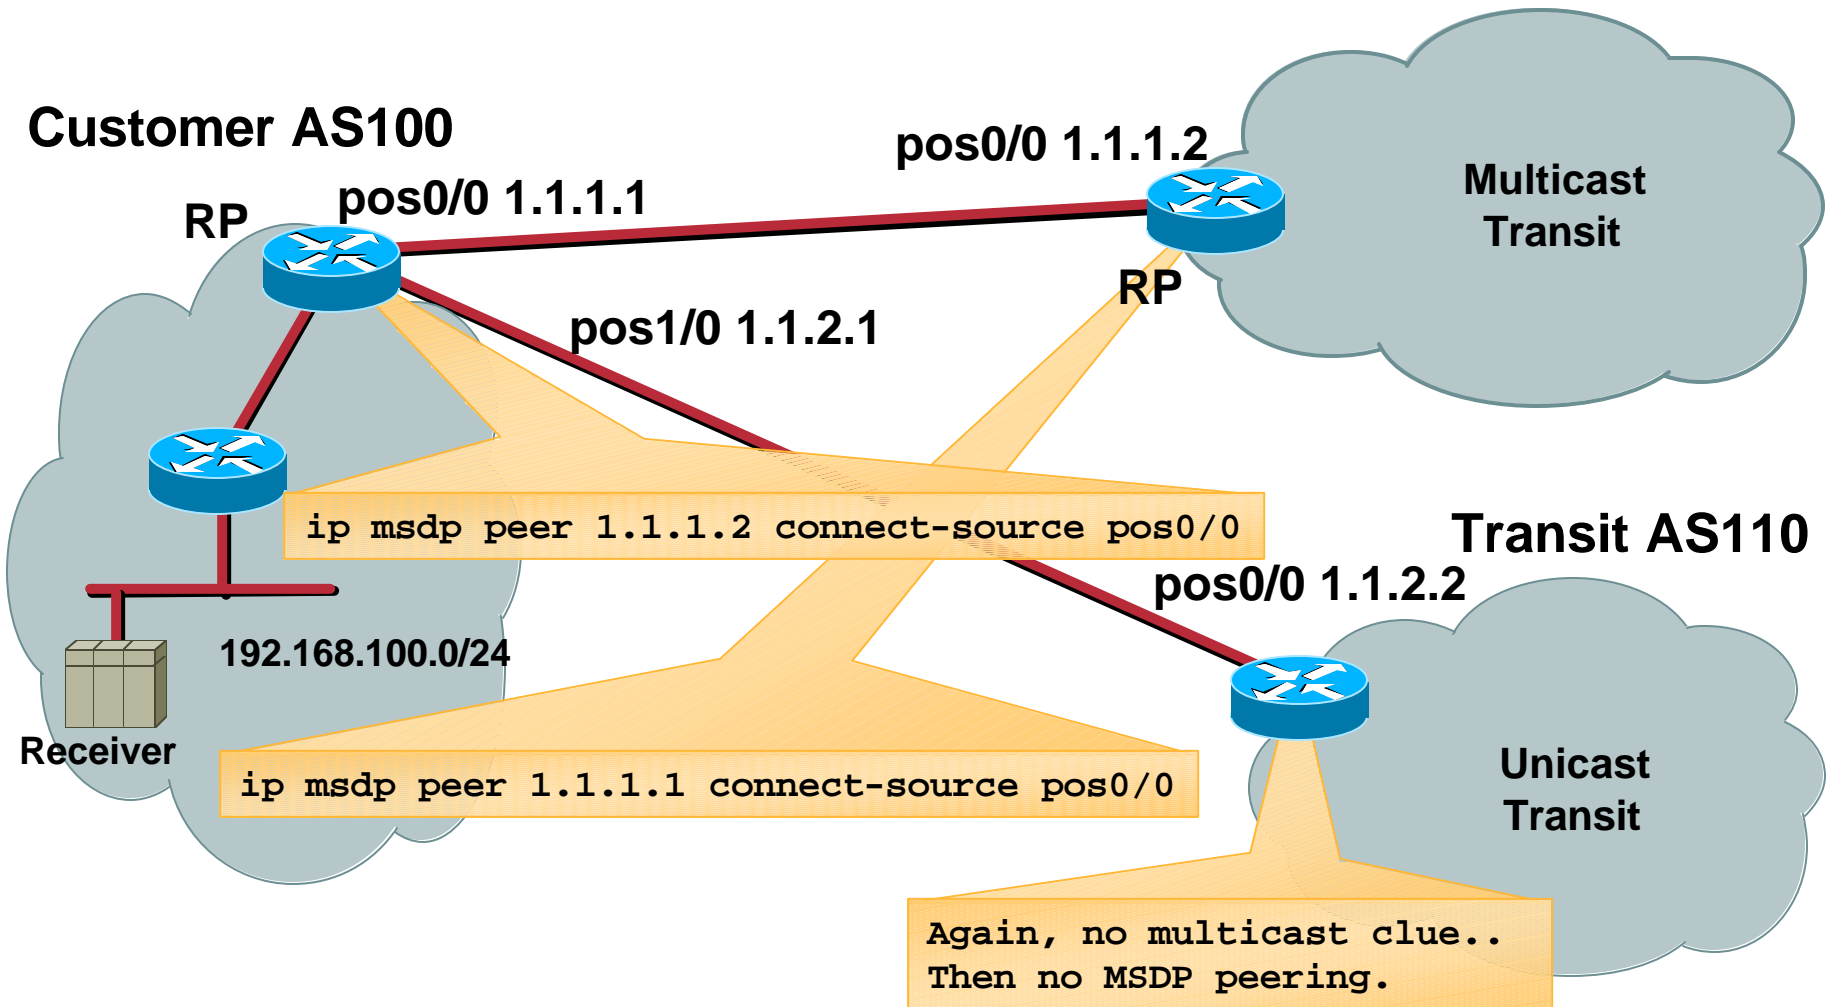 Customer AS100
RP
pos0/0 1.1.1.1
pos0/0 1.1.1.2
Multicast
Transit
RP
pos1/0 1.1.2.1
ip msdp peer 1.1.1.2 connect-source pos0/0
Transit AS110
pos0/0 1.1.2.2
192.168.100.0/24
Receiver
ip msdp peer 1.1.1.1 connect-source pos0/0
Unicast
Transit
Again, no multicast clue..
Then no MSDP peering.